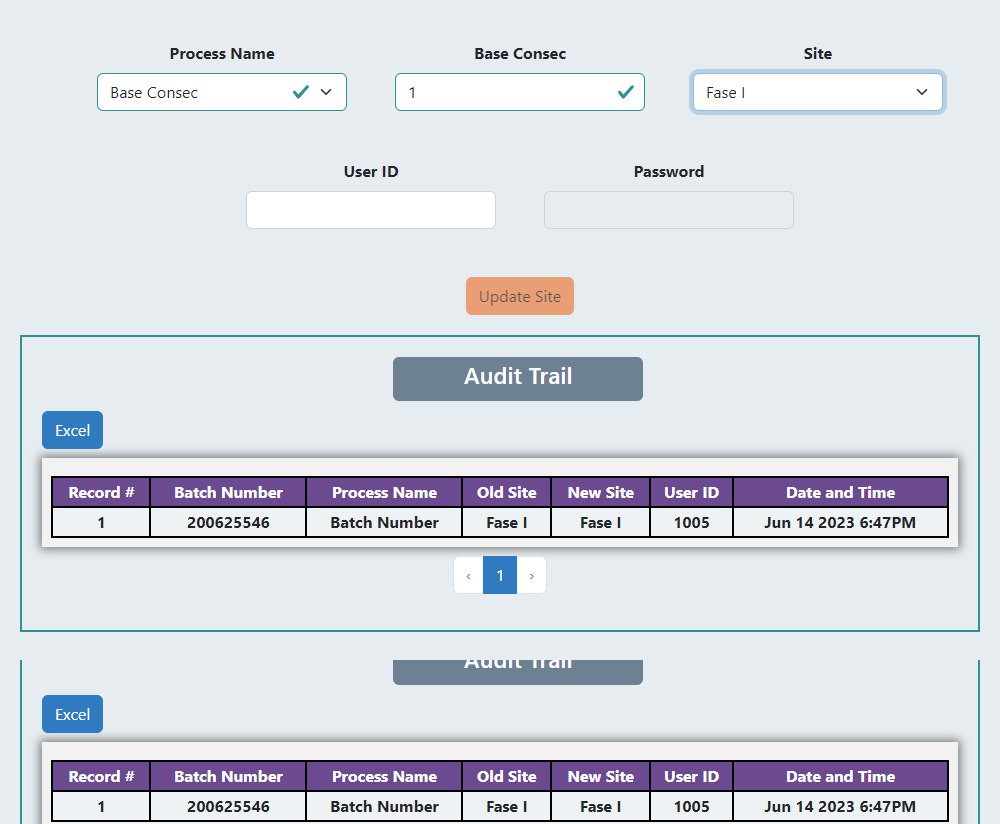 Process Name Base Consec Site
Base Consec 1 Fase I
User ID Password
Update Site
Audit Trail
Excel
Record # Batch Number Process Name Old Site New Site User ID Date and Time
1 200625546 Batch Number Fase I Fase I 1005 Jun 14 2023 6:47PM
‹ 1 ›
Audit Trail
Excel
Record # Batch Number Process Name Old Site New Site User ID Date and Time
1 200625546 Batch Number Fase I Fase I 1005 Jun 14 2023 6:47PM